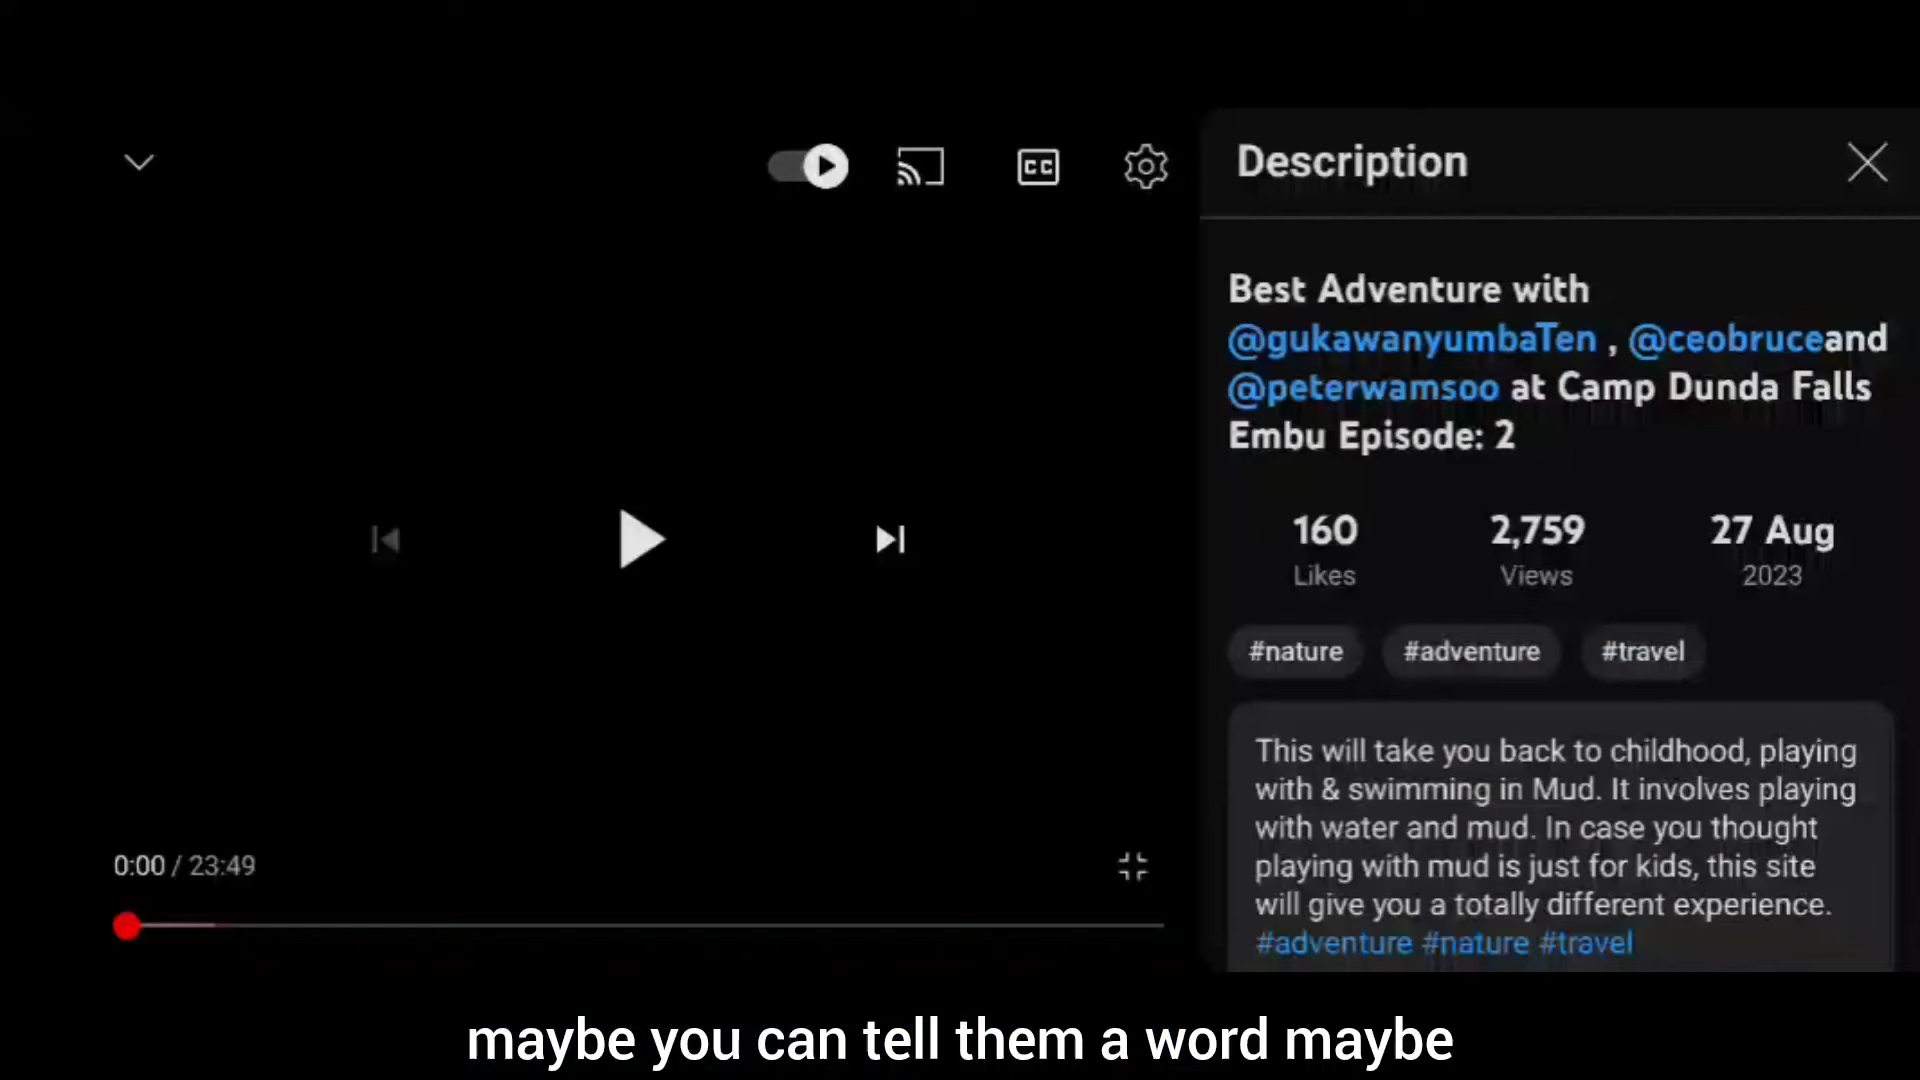 CC
Description
Best Adventure with
@gukawanyumbaTen , @ceobruceand
@peterwamsoo at Camp Dunda Falls
Embu Episode: 2
160 2,759 27 Aug
Likes Views 2023
#nature #adventure #travel
This will take you back to childhood, playing
with & swimming in Mud. It involves playing
with water and mud. In case you thought
playing with mud is just for kids, this site
will give you a totally different experience.
#adventure #nature #travel
0:00 / 23:49
maybe you can tell them a word maybe